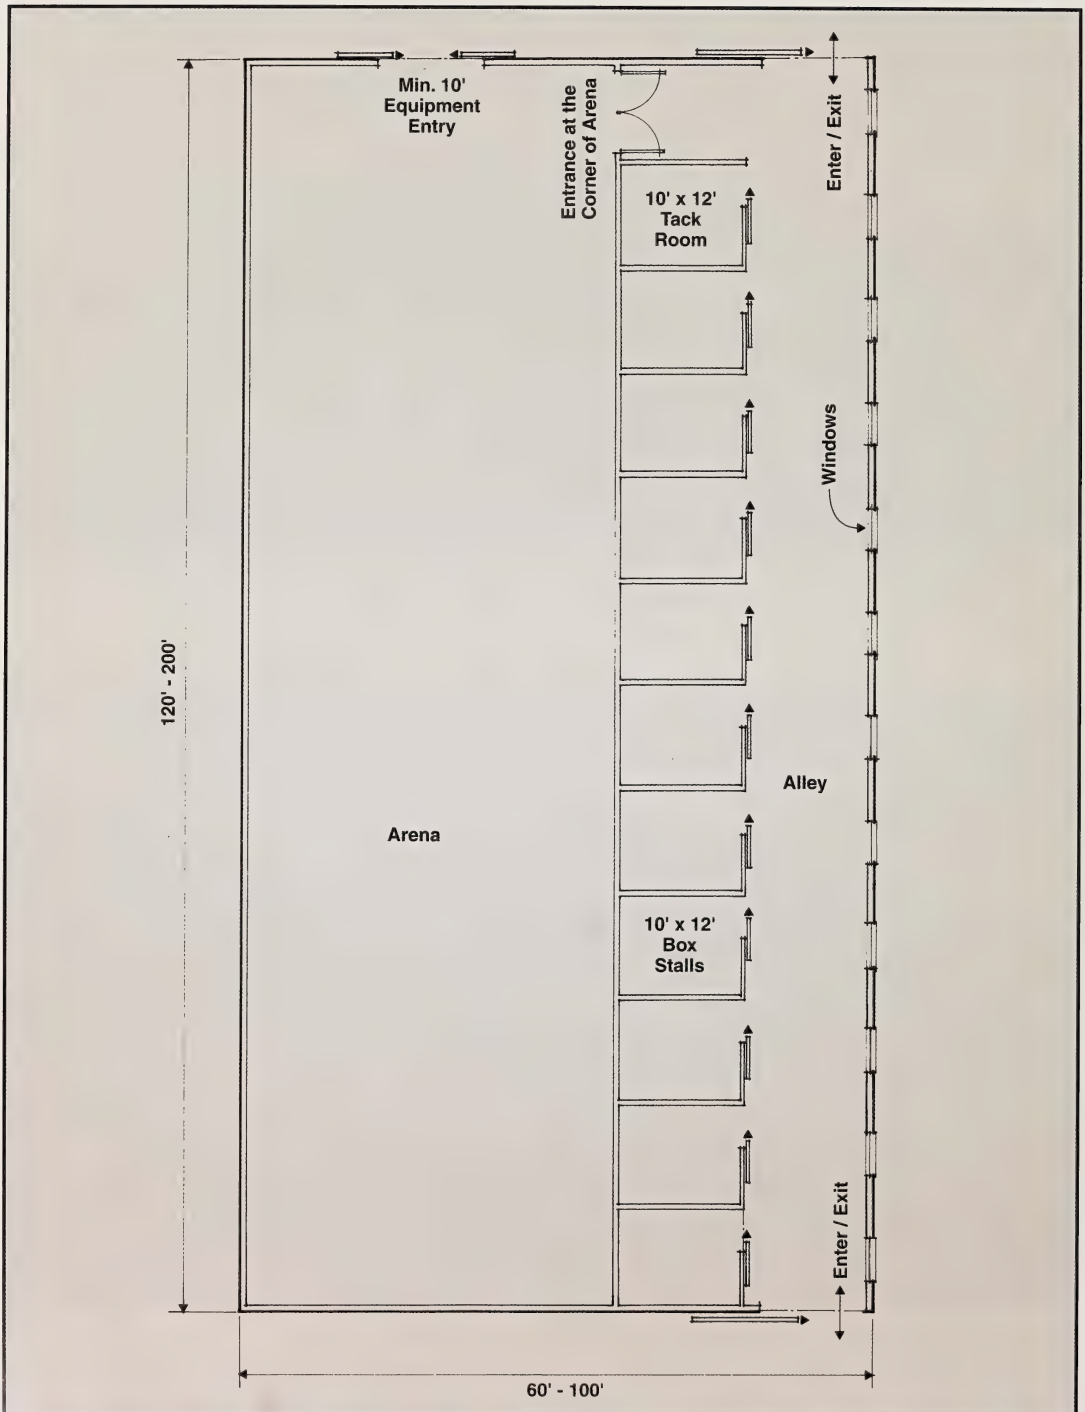 Min. 10'
Equipment
Entry
Entrance at the
Corner of Arena
Enter / Exit
10' x 12'
Tack
Room
Windows
120' - 200'
Alley
Arena
10' x 12'
Box
Stalls
Enter / Exit
60' - 100'